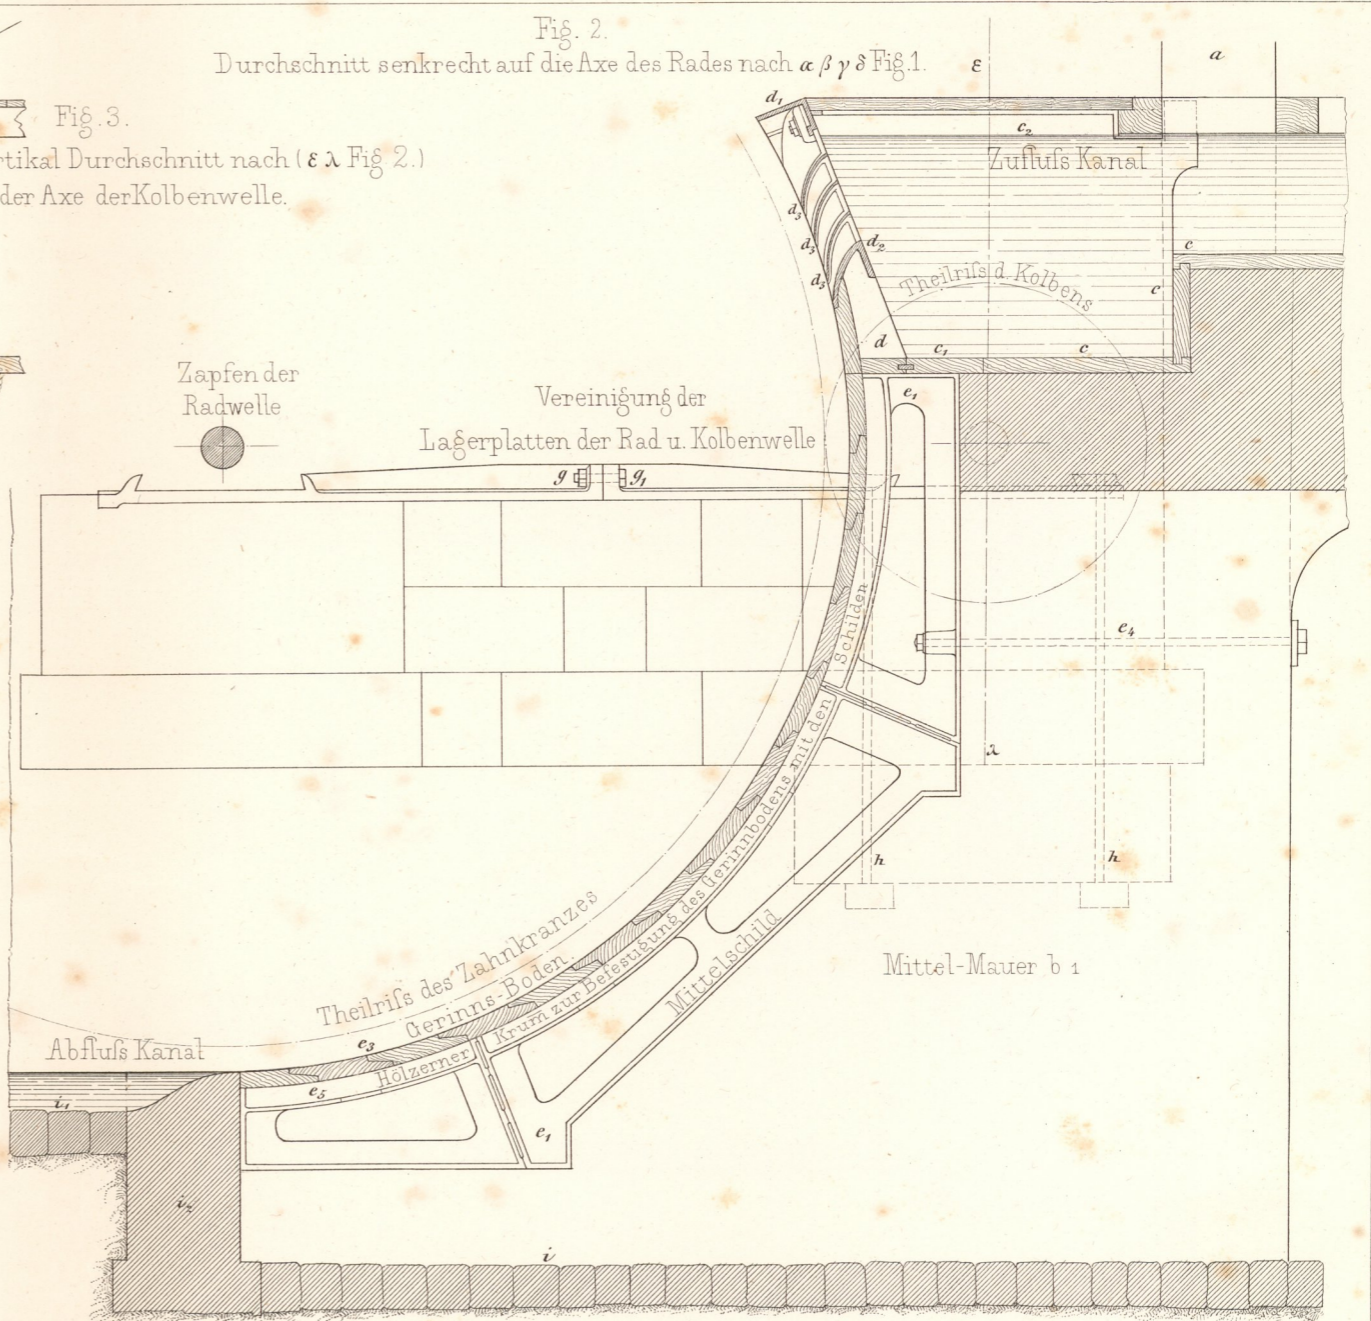 Fig. 2.
Durchschnitt senkrecht auf die Axe des Rades nach α β γ δ Fig. 1.
ε
a
Fig. 3.
rtikal Durchschnitt nach (ε λ Fig 2.)
der Axe der Kolbenwelle.
d₁
c₂
Zufluſs Kanal
d₃
d₃
d₃
d₂
c
c
Theilriſs d. Kolbens
d
c₁
c
Zapfen der
Radwelle
Vereinigung der
Lagerplatten der Rad u. Kolbenwelle
e₁
g
g₁
e₄
λ
h
h
Krum zur Befesugung des Gerinnbodens mit den Schilden
Mittelschild
Mittel-Mauer b 1
Theilriſs des Zahnkranzes
Gerinns-Boden.
Abfluſs Kanal
e₃
Hölzerner
e₅
i₁
e₁
i₂
i